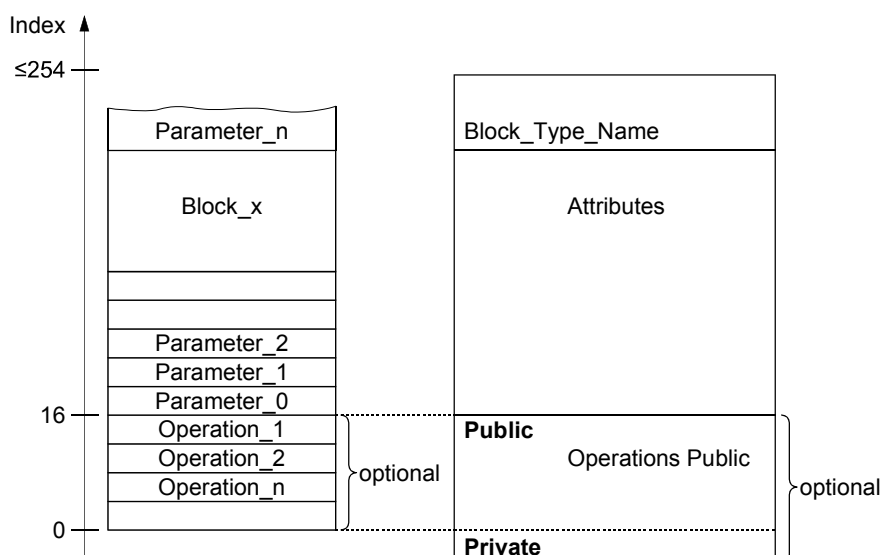 Index
≤254
Parameter_n
Block_Type_Name
Block_x
Attributes
Parameter_2
Parameter_1
Parameter_0
16
Operation_1
Public
Operation_2
Operations Public
Operation_n
optional
optional
0
Private